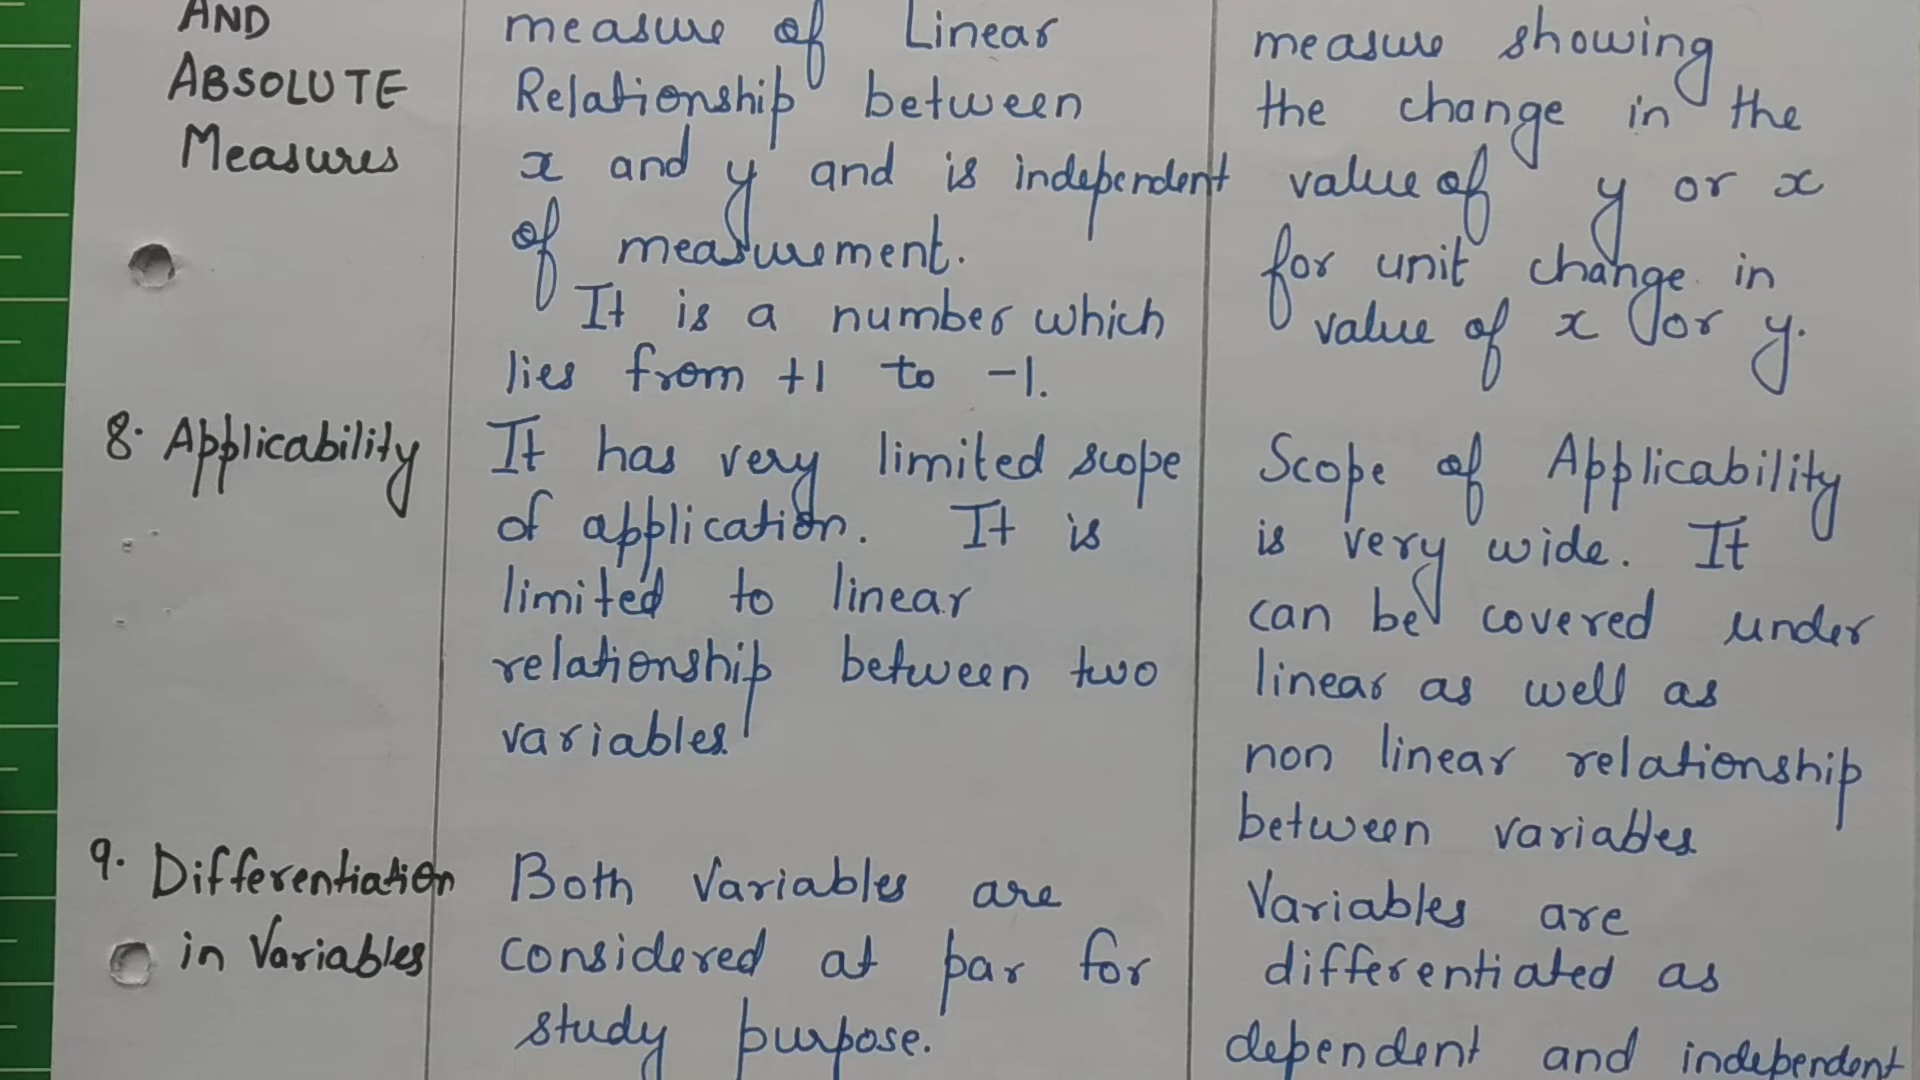 AND
ABSOLUTE
Measures
measure of Linear
Relationship between
x and y and is independent
of measurement.
It is a number which
lies from +1 to -1.
measure showing
the change in the
value of y or x
for unit change in
value of x or y.
8. Applicability
It has very limited scope
of application. It is
limited to linear
relationship between two
variables
Scope of Applicability
is very wide. It
can be covered under
linear as well as
non linear relationship
between variables
9. Differentiation
in Variables
Both Variables are
considered at par for
study purpose.
Variables are
differentiated as
dependent and independent